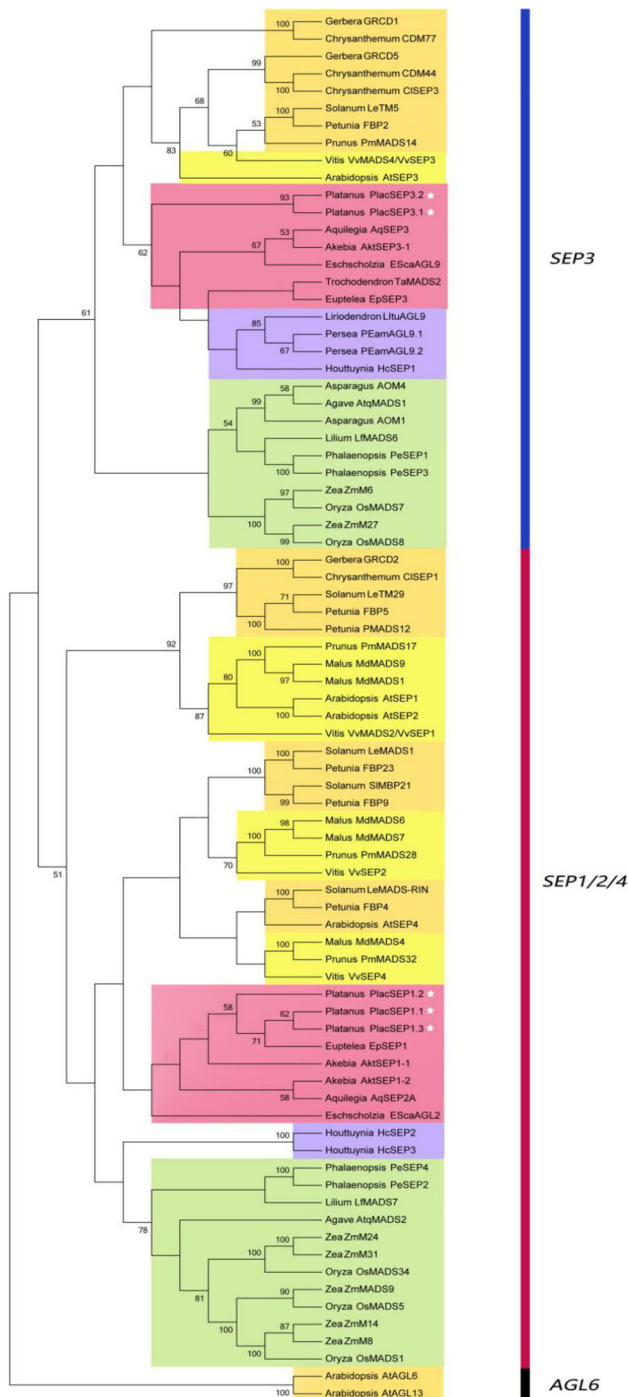 Gerbera GRCD1
100
Chrysanthemum CDM77
Gerbera GRCD5
99
Chrysanthemum CDM44
Chrysanthemum CISEP3
100
68
Solanum LeTM5
100
Petunia FBP2
53
Prunus PmMADS14
60
Vitis VvMADS4/VvSEP3
83
Arabidopsis AtSEP3
Platanus PlacSEP3.2
93
Platanus PlacSEP3.1
Aquilegia AqSEP3
53
Akebia AktSEP3-1
67
Eschscholzia EScaAGL9
62
SEP3
Trochodendron TaMADS2
Euptelea EpSEP3
61
Liriodendron LltuAGL9
85
Persea PEamAGL9.1
Persea PEamAGL9.2
67
Houttuynia HcSEP1
Asparagus AOM4
58
Agave AtqMADS1
99
Asparagus AOM1
54
Lilium LfMADS6
Phalaenopsis PeSEP1
Phalaenopsis PeSEP3
100
Zea ZmM6
97
Oryza OsMADS7
100
Zea ZmM27
Oryza OsMADS8
99
Gerbera GRCD2
100
Chrysanthemum CISEP1
97
Solanum LeTM29
71
Petunia FBP5
Petunia PMADS12
100
92
Prunus PmMADS17
100
Malus MdMADS9
Malus MdMADS1
97
80
Arabidopsis AtSEP1
Arabidopsis AtSEP2
100
87
Vitis VvMADS2/VvSEP1
Solanum LeMADS1
100
Petunia FBP23
100
Solanum SlMBP21
Petunia FBP9
99
Malus MdMADS6
98
Malus MdMADS7
100
Prunus PmMADS28
70
Vitis VvSEP2
51
SEP1/2/4
Solanum LeMADS-RIN
100
Petunia FBP4
Arabidopsis AtSEP4
Malus MdMADS4
100
Prunus PmMADS32
Vitis VvSEP4
Platanus PlacSEP1.2
58
Platanus PlacSEP1.1
62
Platanus PlacSEP1.3
71
Euptelea EpSEP1
Akebia AktSEP1-1
Akebia AktSEP1-2
Aquilegia AqSEP2A
58
Eschscholzia EScaAGL2
Houttuynia HcSEP2
100
Houttuynia HcSEP3
Phalaenopsis PeSEP4
100
Phalaenopsis PeSEP2
Lilium LfMADS7
78
Agave AtqMADS2
Zea ZmM24
100
Zea ZmM31
100
Oryza OsMADS34
81
Zea ZmMADS9
90
Oryza OsMADS5
100
Zea ZmM14
87
Zea ZmM8
100
Oryza OsMADS1
Arabidopsis AtAGL6
AGL6
100
Arabidopsis AtAGL13